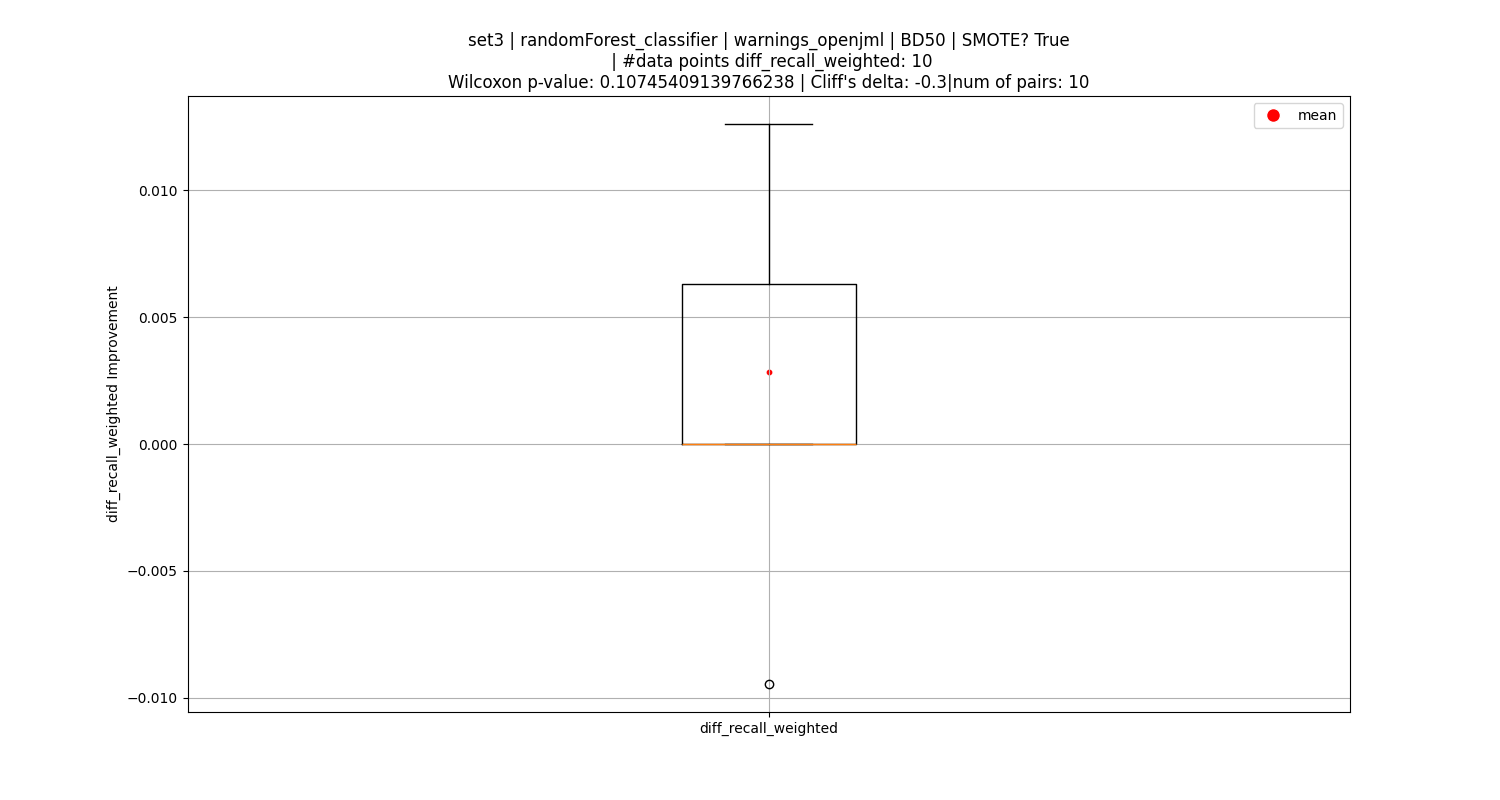 set3 | randomForest_classifier | warnings_openjml | BD50 | SMOTE? True
| #data points diff_recall_weighted: 10
Wilcoxon p-value: 0.10745409139766238 | Cliff's delta: -0.3|num of pairs: 10
mean
0.010
0.005
0.000
−0.005
−0.010
diff_recall_weighted Improvement
diff_recall_weighted